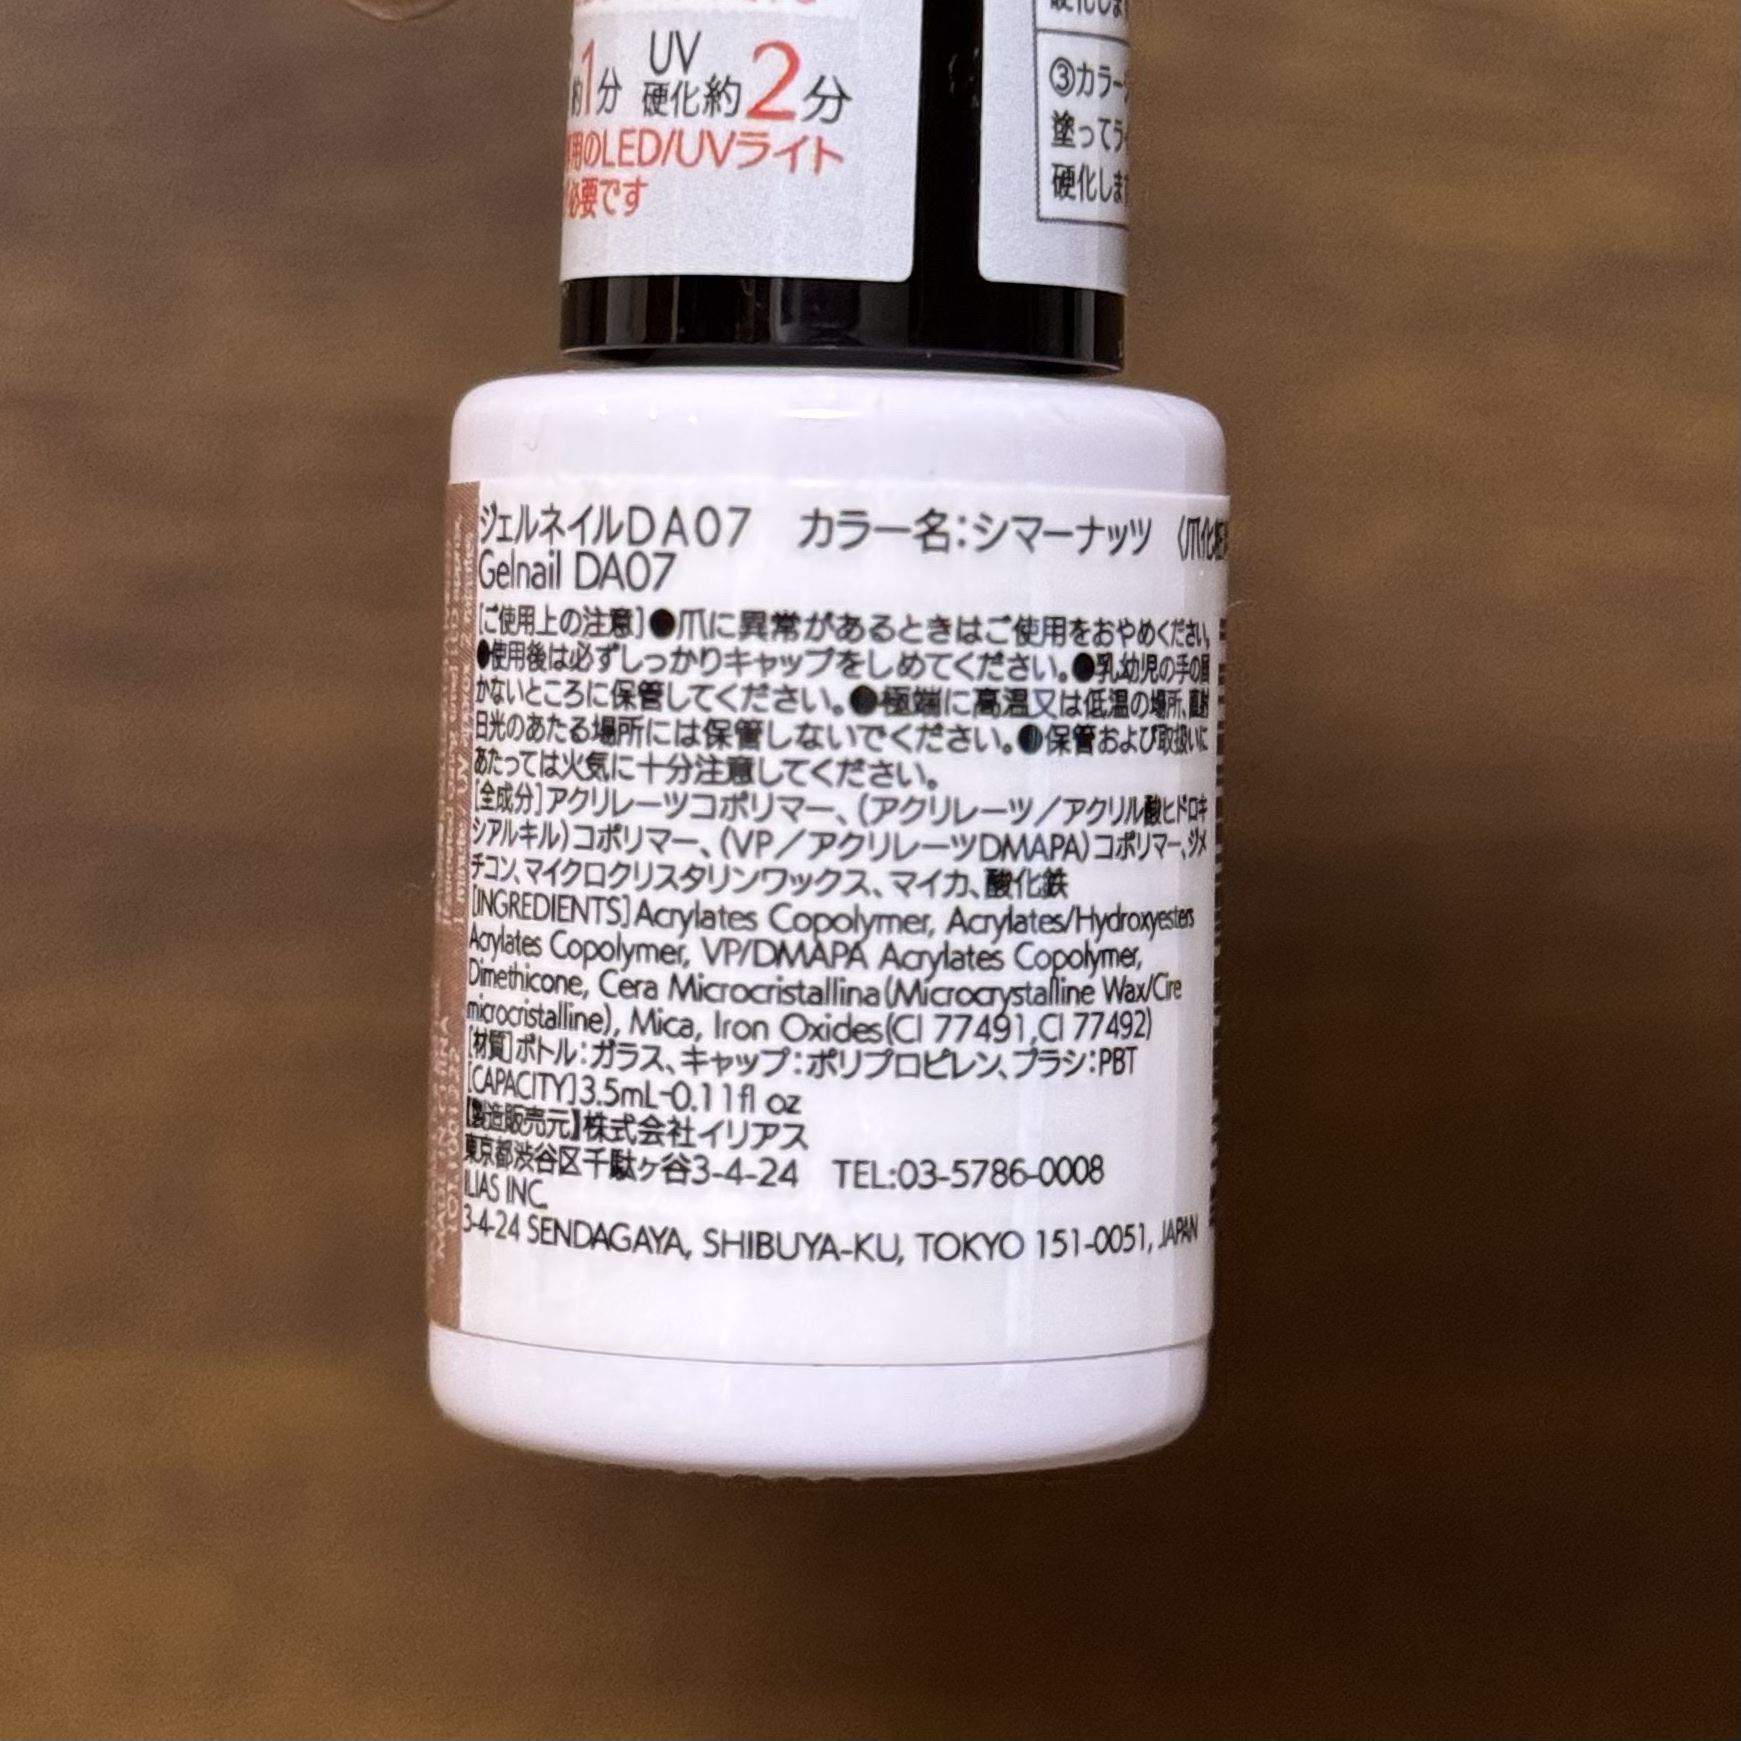 UV
1分 硬化約2分
用のLED/UVライト
必要です
③カラー
塗ってラ
硬化しま
ジェルネイルDA07 カラー名:シマーナッツ 〈爪化粧
Gelnail DA07
[ご使用上の注意]●爪に異常があるときはご使用をおやめください。
●使用後は必ずしっかりキャップをしめてください。●乳幼児の手の届
かないところに保管してください。●極端に高温又は低温の場所、直射
日光のあたる場所には保管しないでください。●保管および取扱いに
あたっては火気に十分注意してください。
[全成分]アクリレーツコポリマー、(アクリレーツ/アクリル酸ヒドロキ
シアルキル)コポリマー、(VP/アクリレーツDMAPA)コポリマー、ジメ
チコン、マイクロクリスタリンワックス、マイカ、酸化鉄
[INGREDIENTS]Acrylates Copolymer, Acrylates/Hydroxyesters
Acrylates Copolymer, VP/DMAPA Acrylates Copolymer,
Dimethicone, Cera Microcristallina(Microcrystalline Wax/Cire
microcristalline), Mica, Iron Oxides(CI 77491,CI 77492)
[材質]ボトル:ガラス、キャップ:ポリプロピレン、ブラシ:PBT
[CAPACITY]3.5mL-0.11fl oz
【製造販売元】株式会社イリアス
東京都渋谷区千駄ヶ谷3-4-24 TEL:03-5786-0008
ILIAS INC.
3-4-24 SENDAGAYA, SHIBUYA-KU, TOKYO 151-0051, JAPAN